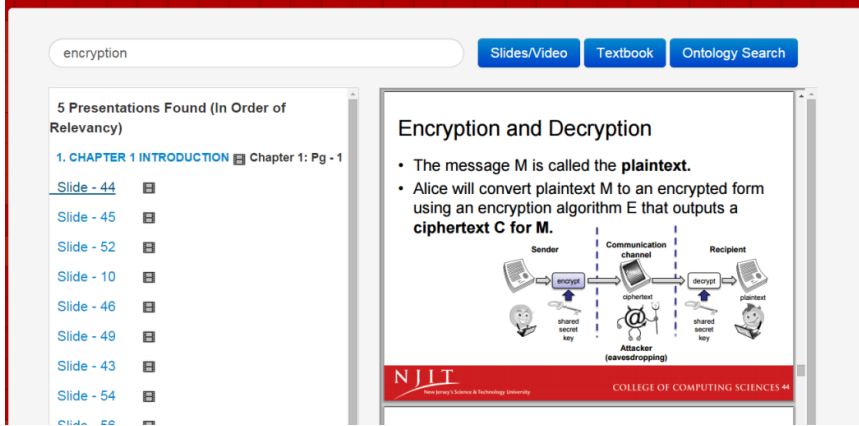 encryption
Slides/Video
Textbook
Ontology Search
5 Presentations Found (In Order of
Relevancy)
1. CHAPTER 1 INTRODUCTION Chapter 1: Pg - 1
Slide - 44
Slide - 45
Slide - 52
Slide - 10
Slide - 46
Slide - 49
Slide - 43
Slide - 54
Slide - 56
Encryption and Decryption
• The message M is called the plaintext.
• Alice will convert plaintext M to an encrypted form
using an encryption algorithm E that outputs a
ciphertext C for M.
Sender
Communication
channel
Recipient
encrypt
decrypt
ciphertext
plaintext
shared
secret
key
@
shared
secret
key
Attacker
(eavesdropping)
NJIT
New Jersey's Science & Technology University
COLLEGE OF COMPUTING SCIENCES 44